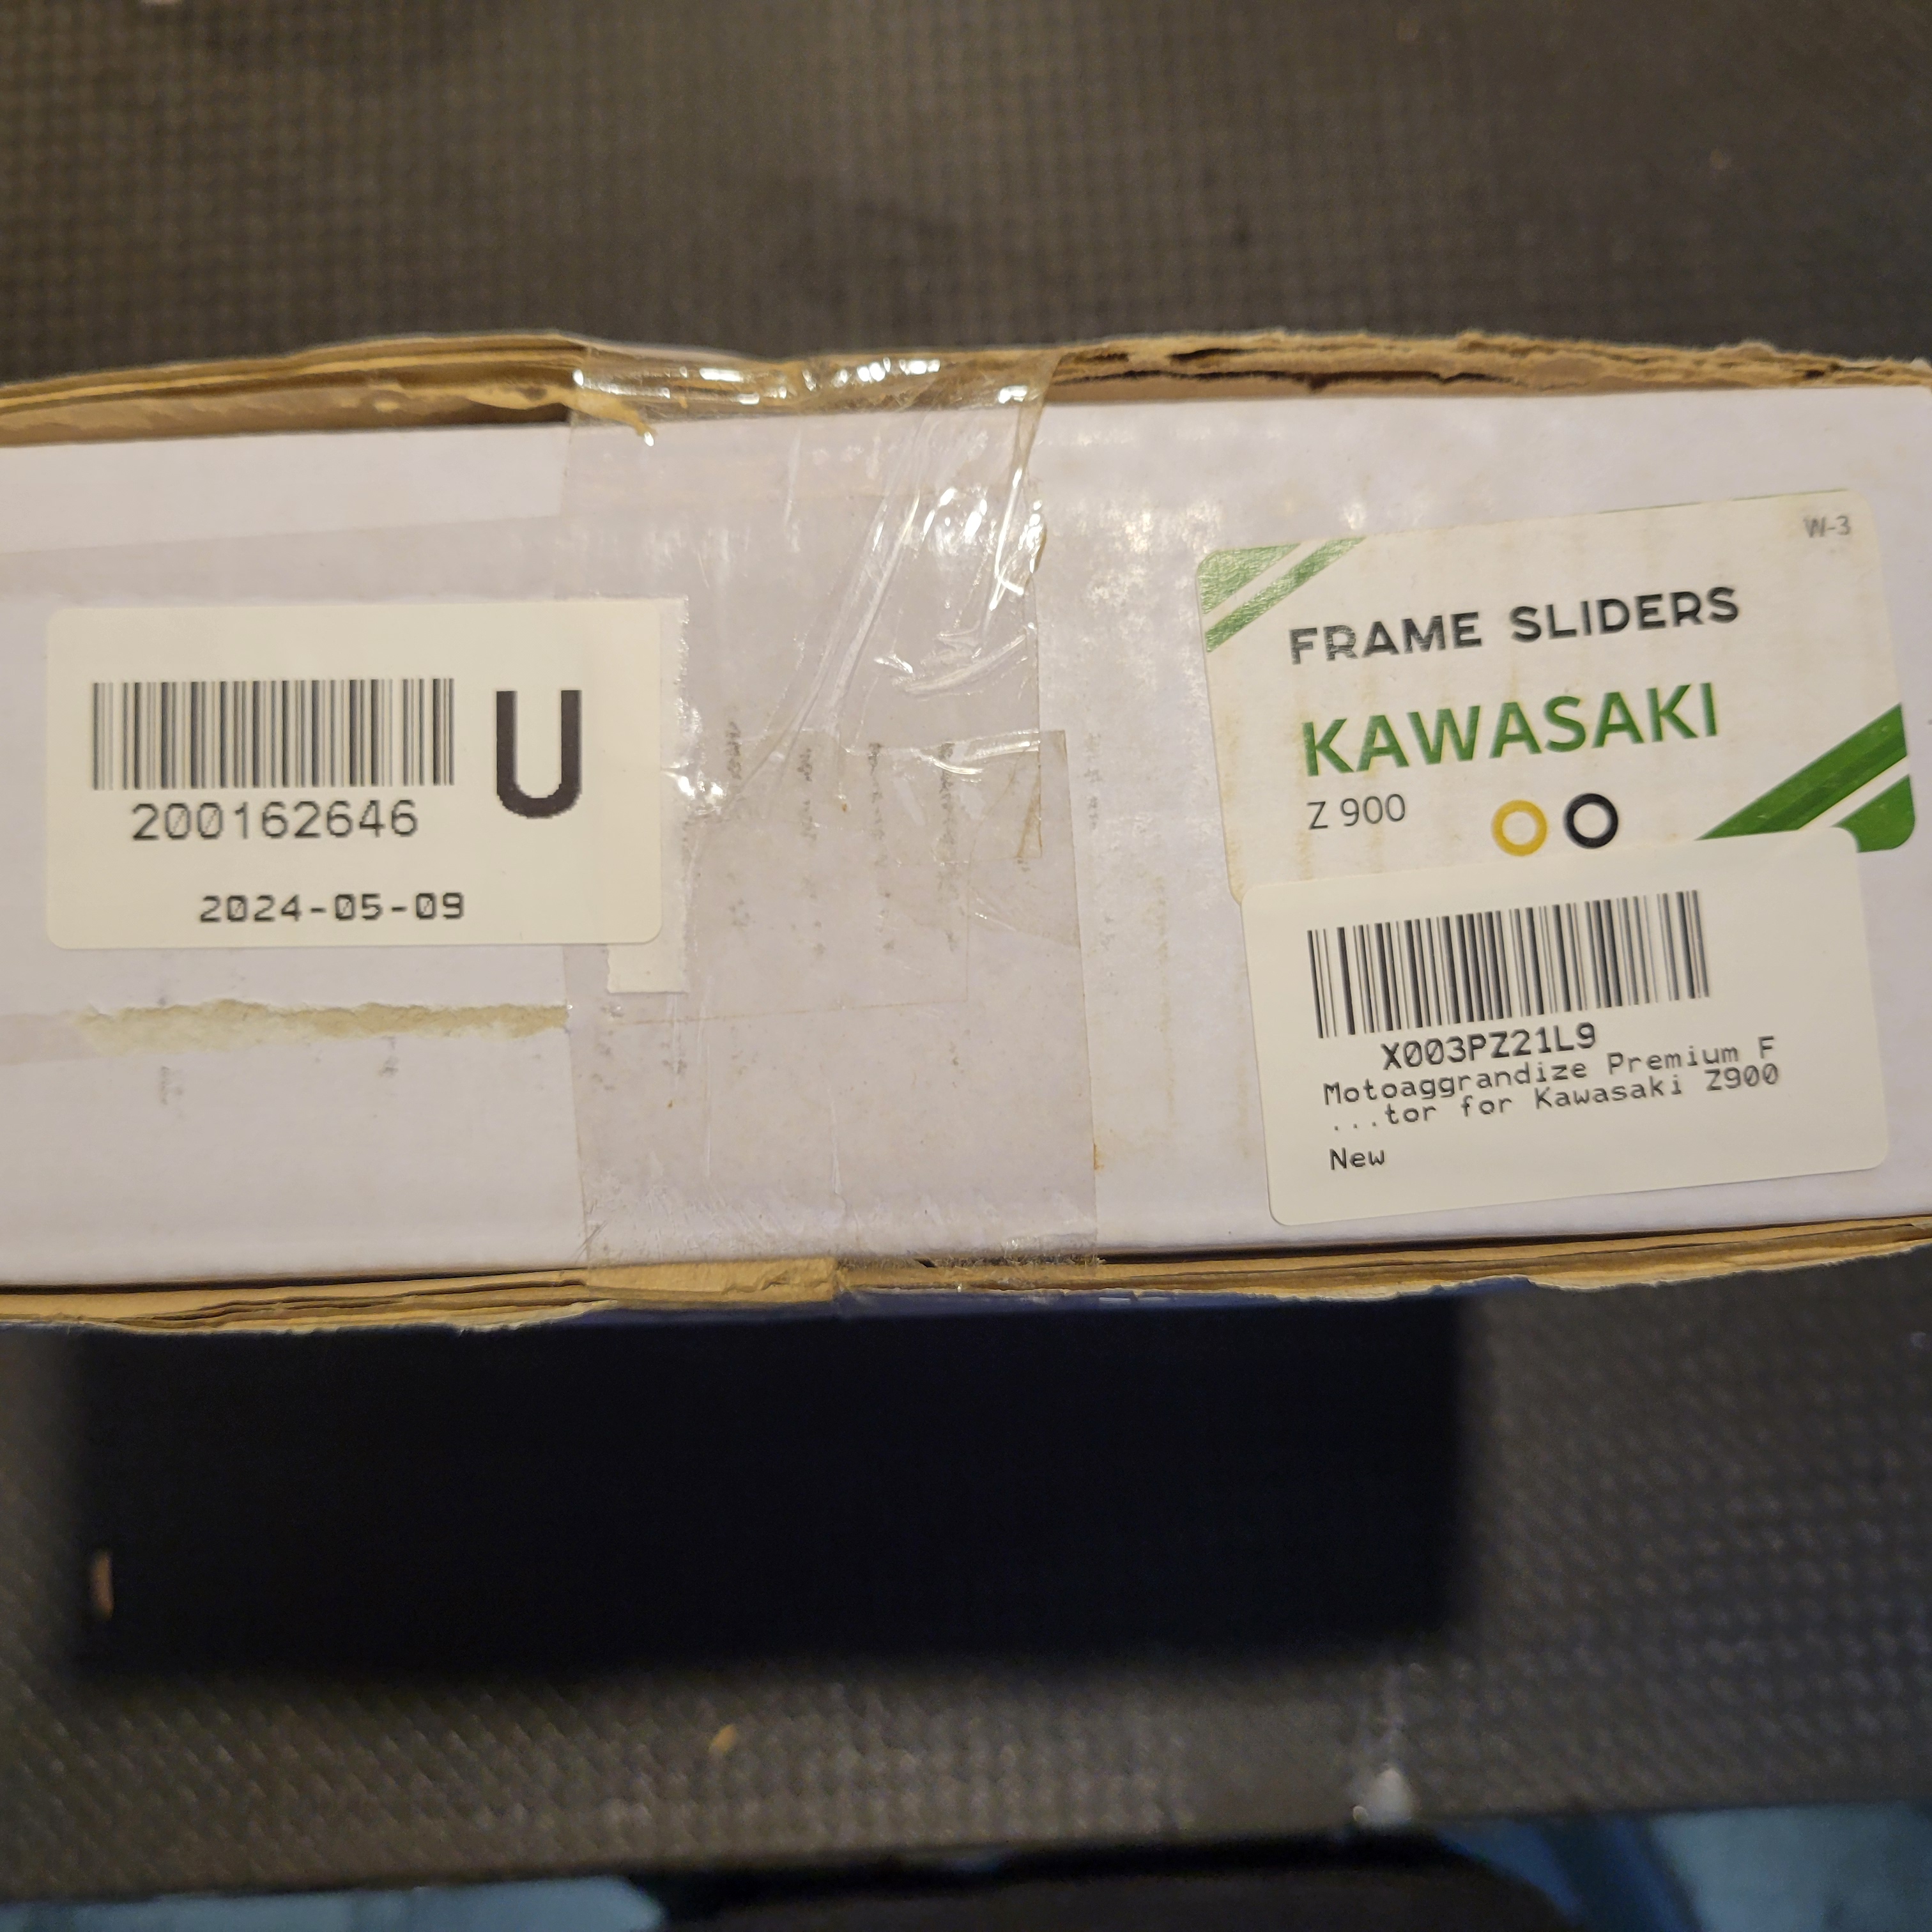 200162646
U
2024-05-09
W-3
FRAME SLIDERS
KAWASAKI
Z 900
X003PZ21L9
Motoaggrandize Premium F
...tor for Kawasaki Z900
New